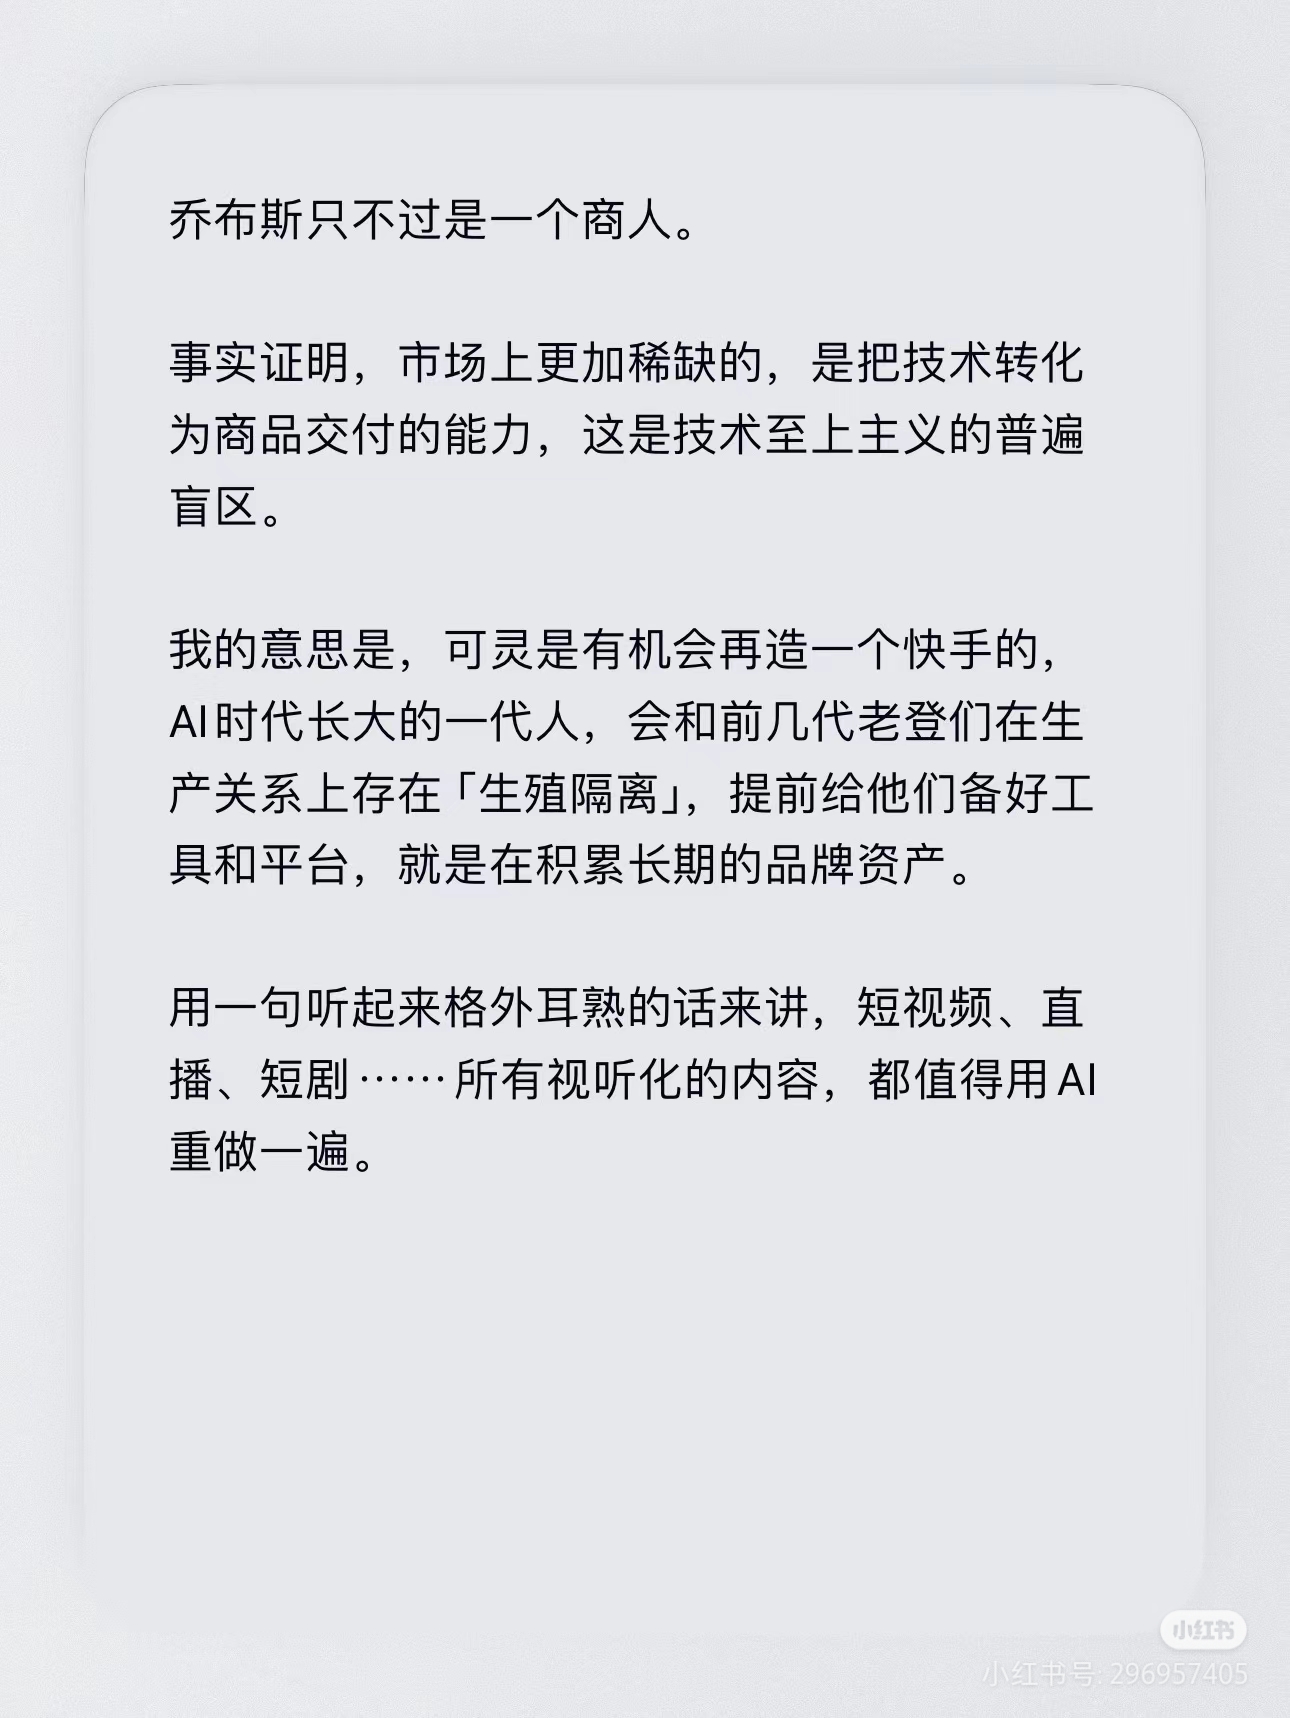 乔布斯只不过是一个商人。
事实证明，市场上更加稀缺的，是把技术转化
为商品交付的能力，这是技术至上主义的普遍
盲区。
我的意思是，可灵是有机会再造一个快手的，
AI时代长大的一代人，会和前几代老登们在生
产关系上存在「生殖隔离」，提前给他们备好工
具和平台，就是在积累长期的品牌资产。
用一句听起来格外耳熟的话来讲，短视频、直
播、短剧……所有视听化的内容，都值得用AI
重做一遍。
小红书
小红书号: 296957405